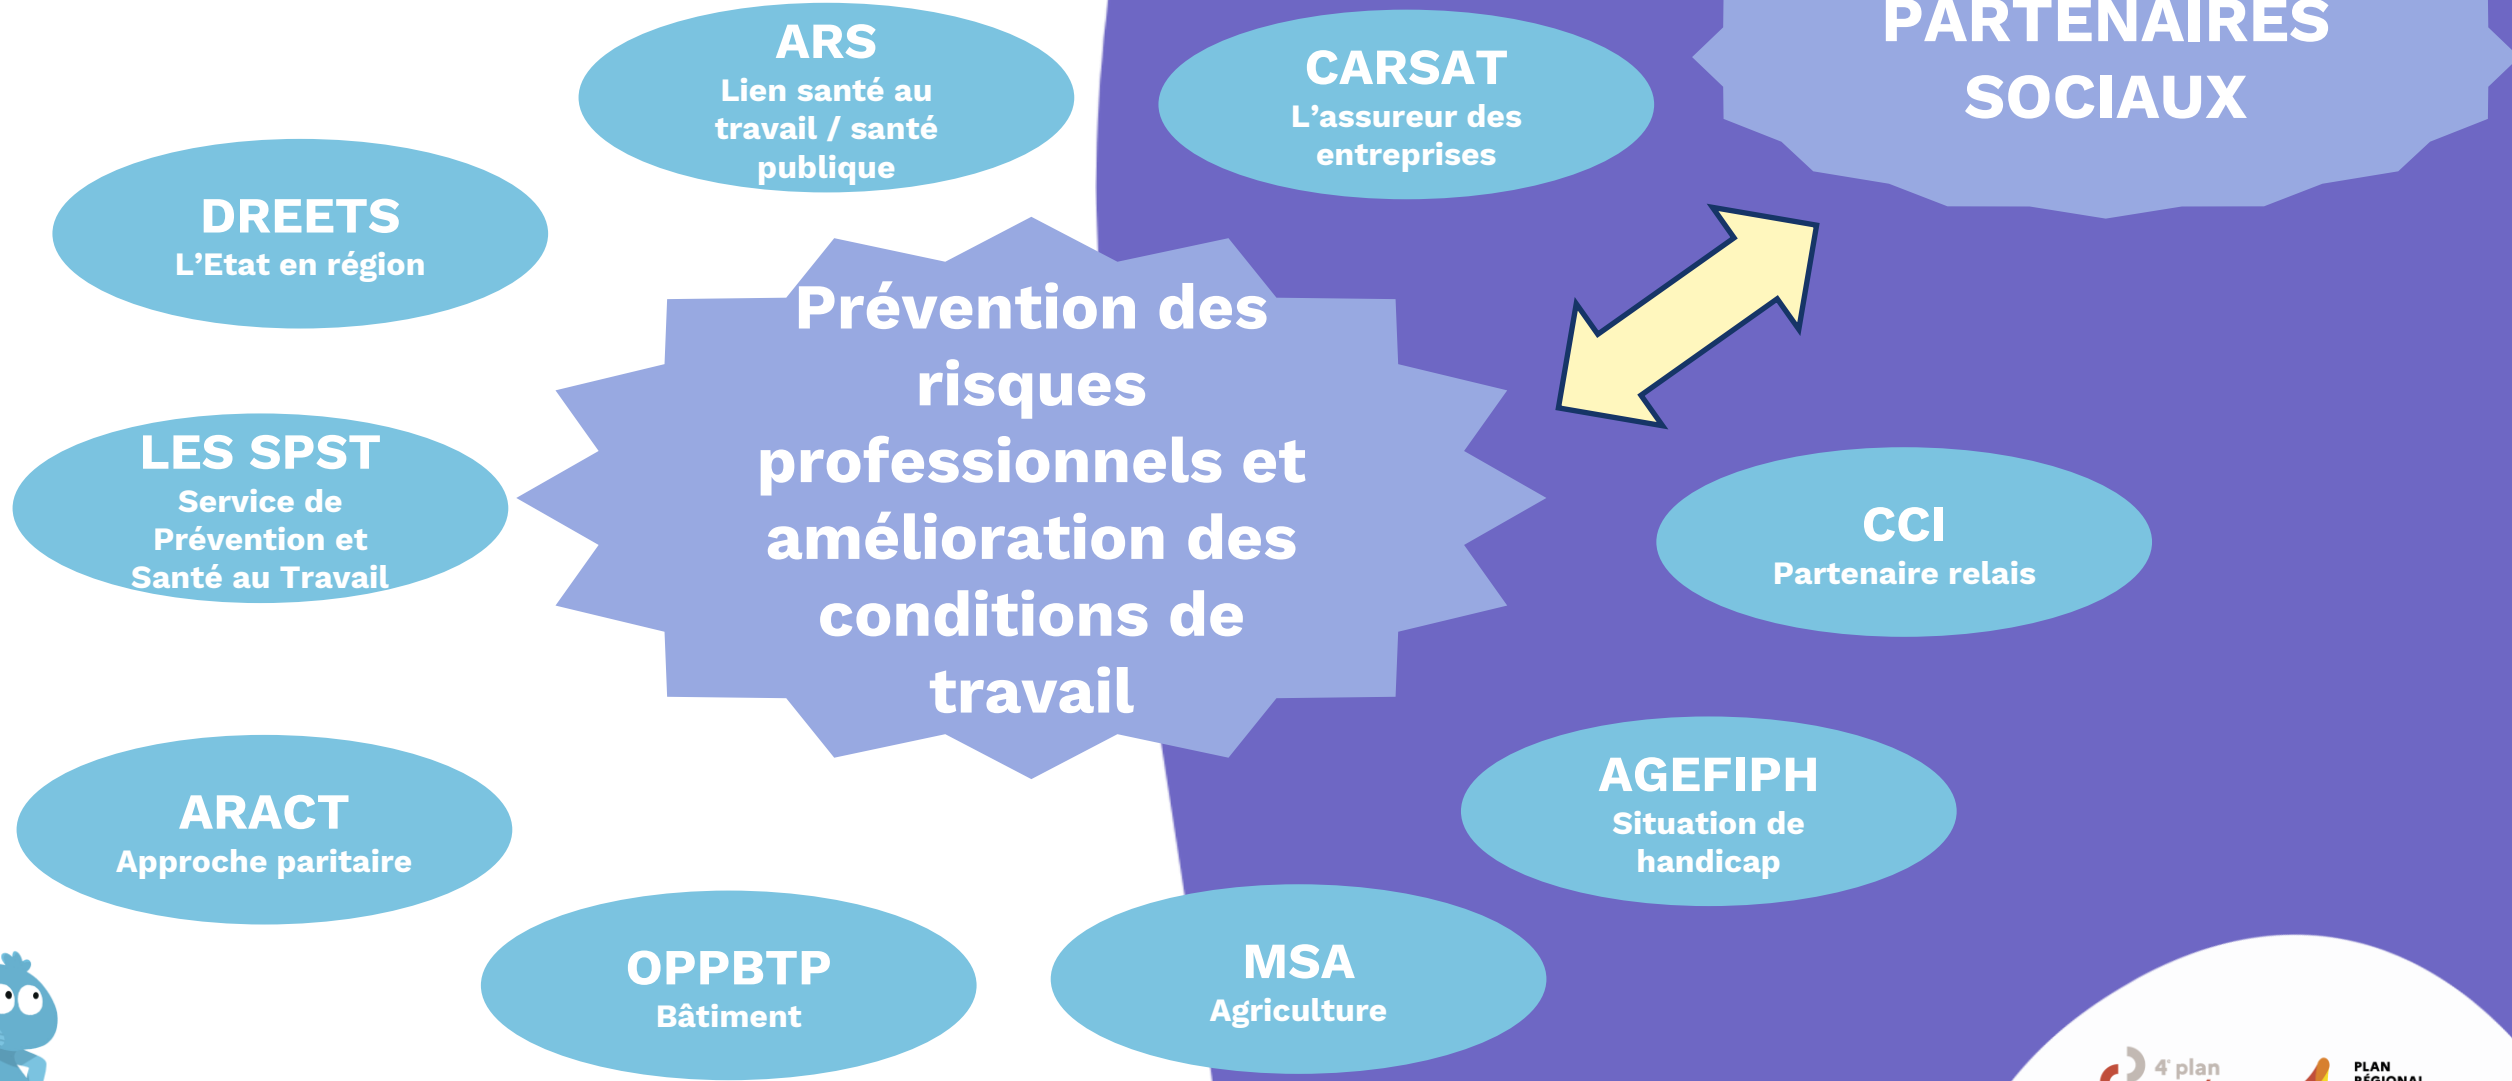 ARS
Lien santé au
travail / santé
publique
CARSAT
L’assureur des
entreprises
PARTENAIRES
SOCIAUX
DREETS
L’Etat en région
Prévention des
risques
professionnels et
amélioration des
conditions de
travail
LES SPST
Service de
Prévention et
Santé au Travail
CCI
Partenaire relais
AGEFIPH
Situation de
handicap
ARACT
Approche paritaire
OPPBTP
Bâtiment
MSA
Agriculture
4e plan
PLAN
RÉGIONAL